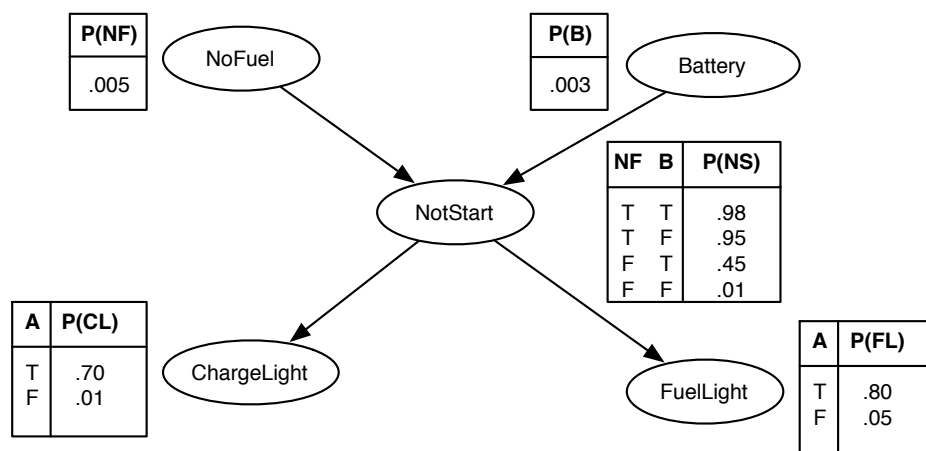 P(NF)
.005
NoFuel
P(B)
.003
Battery
NF B P(NS)
T T .98
T F .95
F T .45
F F .01
NotStart
A P(CL)
T .70
F .01
ChargeLight
FuelLight
A P(FL)
T .80
F .05